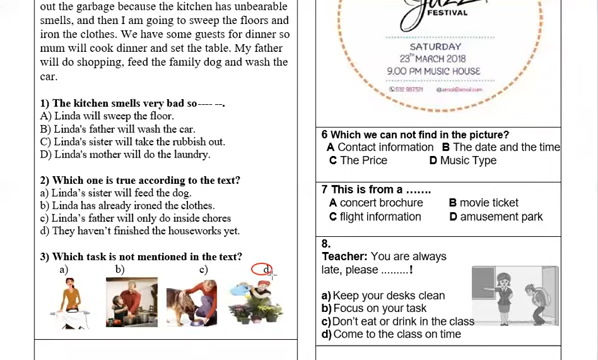 out the garbage because the kitchen has unbearable
smells, and then I am going to sweep the floors and
iron the clothes. We have some guests for dinner so
mum will cook dinner and set the table. My father
will do shopping, feed the family dog and wash the
car.
1) The kitchen smells very bad so---- --.
A) Linda will sweep the floor.
B) Linda's father will wash the car.
C) Linda's sister will take the rubbish out.
D) Linda's mother will do the laundry.
2) Which one is true according to the text?
a) Linda's sister will feed the dog.
b) Linda has already ironed the clothes.
c) Linda's father will only do inside chores
d) They haven't finished the houseworks yet.
3) Which task is not mentioned in the text?
a) b) c) d)
Jazz
FESTIVAL
SATURDAY
23RD MARCH 2018
9.00 PM MUSIC HOUSE
6 Which we can not find in the picture?
A Contact information B The date and the time
C The Price D Music Type
7 This is from a …….
A concert brochure B movie ticket
C flight information D amusement park
8.
Teacher: You are always
late, please .........!
a) Keep your desks clean
b) Focus on your task
c) Don't eat or drink in the class
d) Come to the class on time